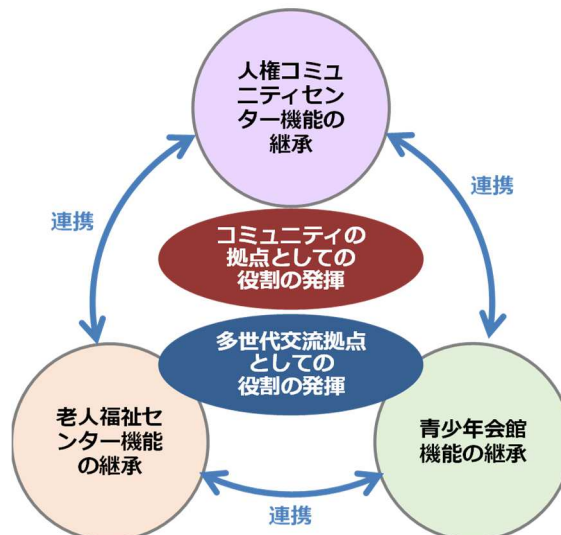 人権コミュ
ニティセン
ター機能の
継承
連携
連携
コミュニティの
拠点としての
役割の発揮
多世代交流拠点
としての
役割の発揮
老人福祉セ
ンター機能
の継承
青少年会館
機能の継承
連携